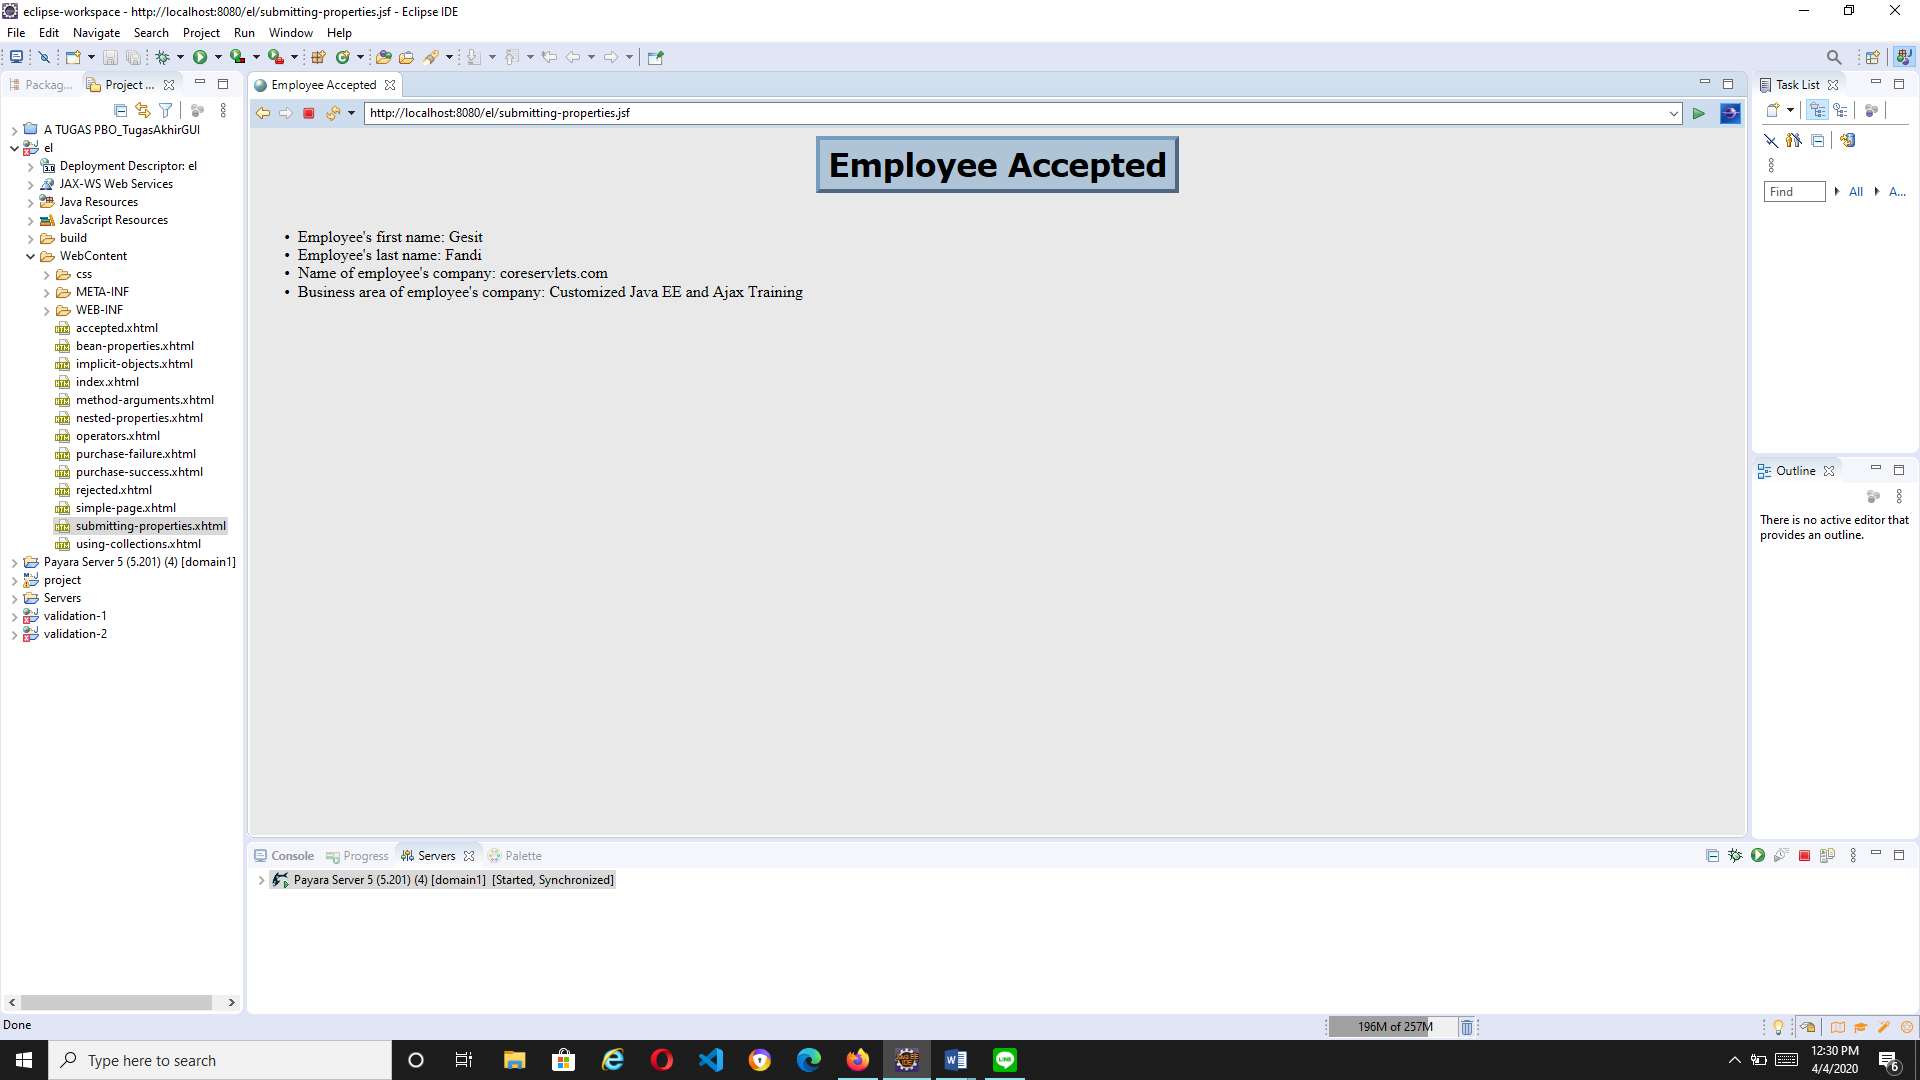 eclipse-workspace - http://localhost:8080/el/submitting-properties.jsf - Eclipse IDE
File Edit Navigate Search Project Run Window Help
Packag...
Project ...
A TUGAS PBO_TugasAkhirGUI
el
Deployment Descriptor: el
JAX-WS Web Services
Java Resources
JavaScript Resources
build
WebContent
css
META-INF
WEB-INF
accepted.xhtml
bean-properties.xhtml
implicit-objects.xhtml
index.xhtml
method-arguments.xhtml
nested-properties.xhtml
operators.xhtml
purchase-failure.xhtml
purchase-success.xhtml
rejected.xhtml
simple-page.xhtml
submitting-properties.xhtml
using-collections.xhtml
Payara Server 5 (5.201) (4) [domain1]
project
Servers
validation-1
validation-2
Employee Accepted
http://localhost:8080/el/submitting-properties.jsf
Employee Accepted
• Employee's first name: Gesit
• Employee's last name: Fandi
• Name of employee's company: coreservlets.com
• Business area of employee's company: Customized Java EE and Ajax Training
Task List
Find All A...
Outline
There is no active editor that
provides an outline.
Console Progress Servers Palette
Payara Server 5 (5.201) (4) [domain1] [Started, Synchronized]
Done
196M of 257M
Type here to search
12:30 PM
4/4/2020
6